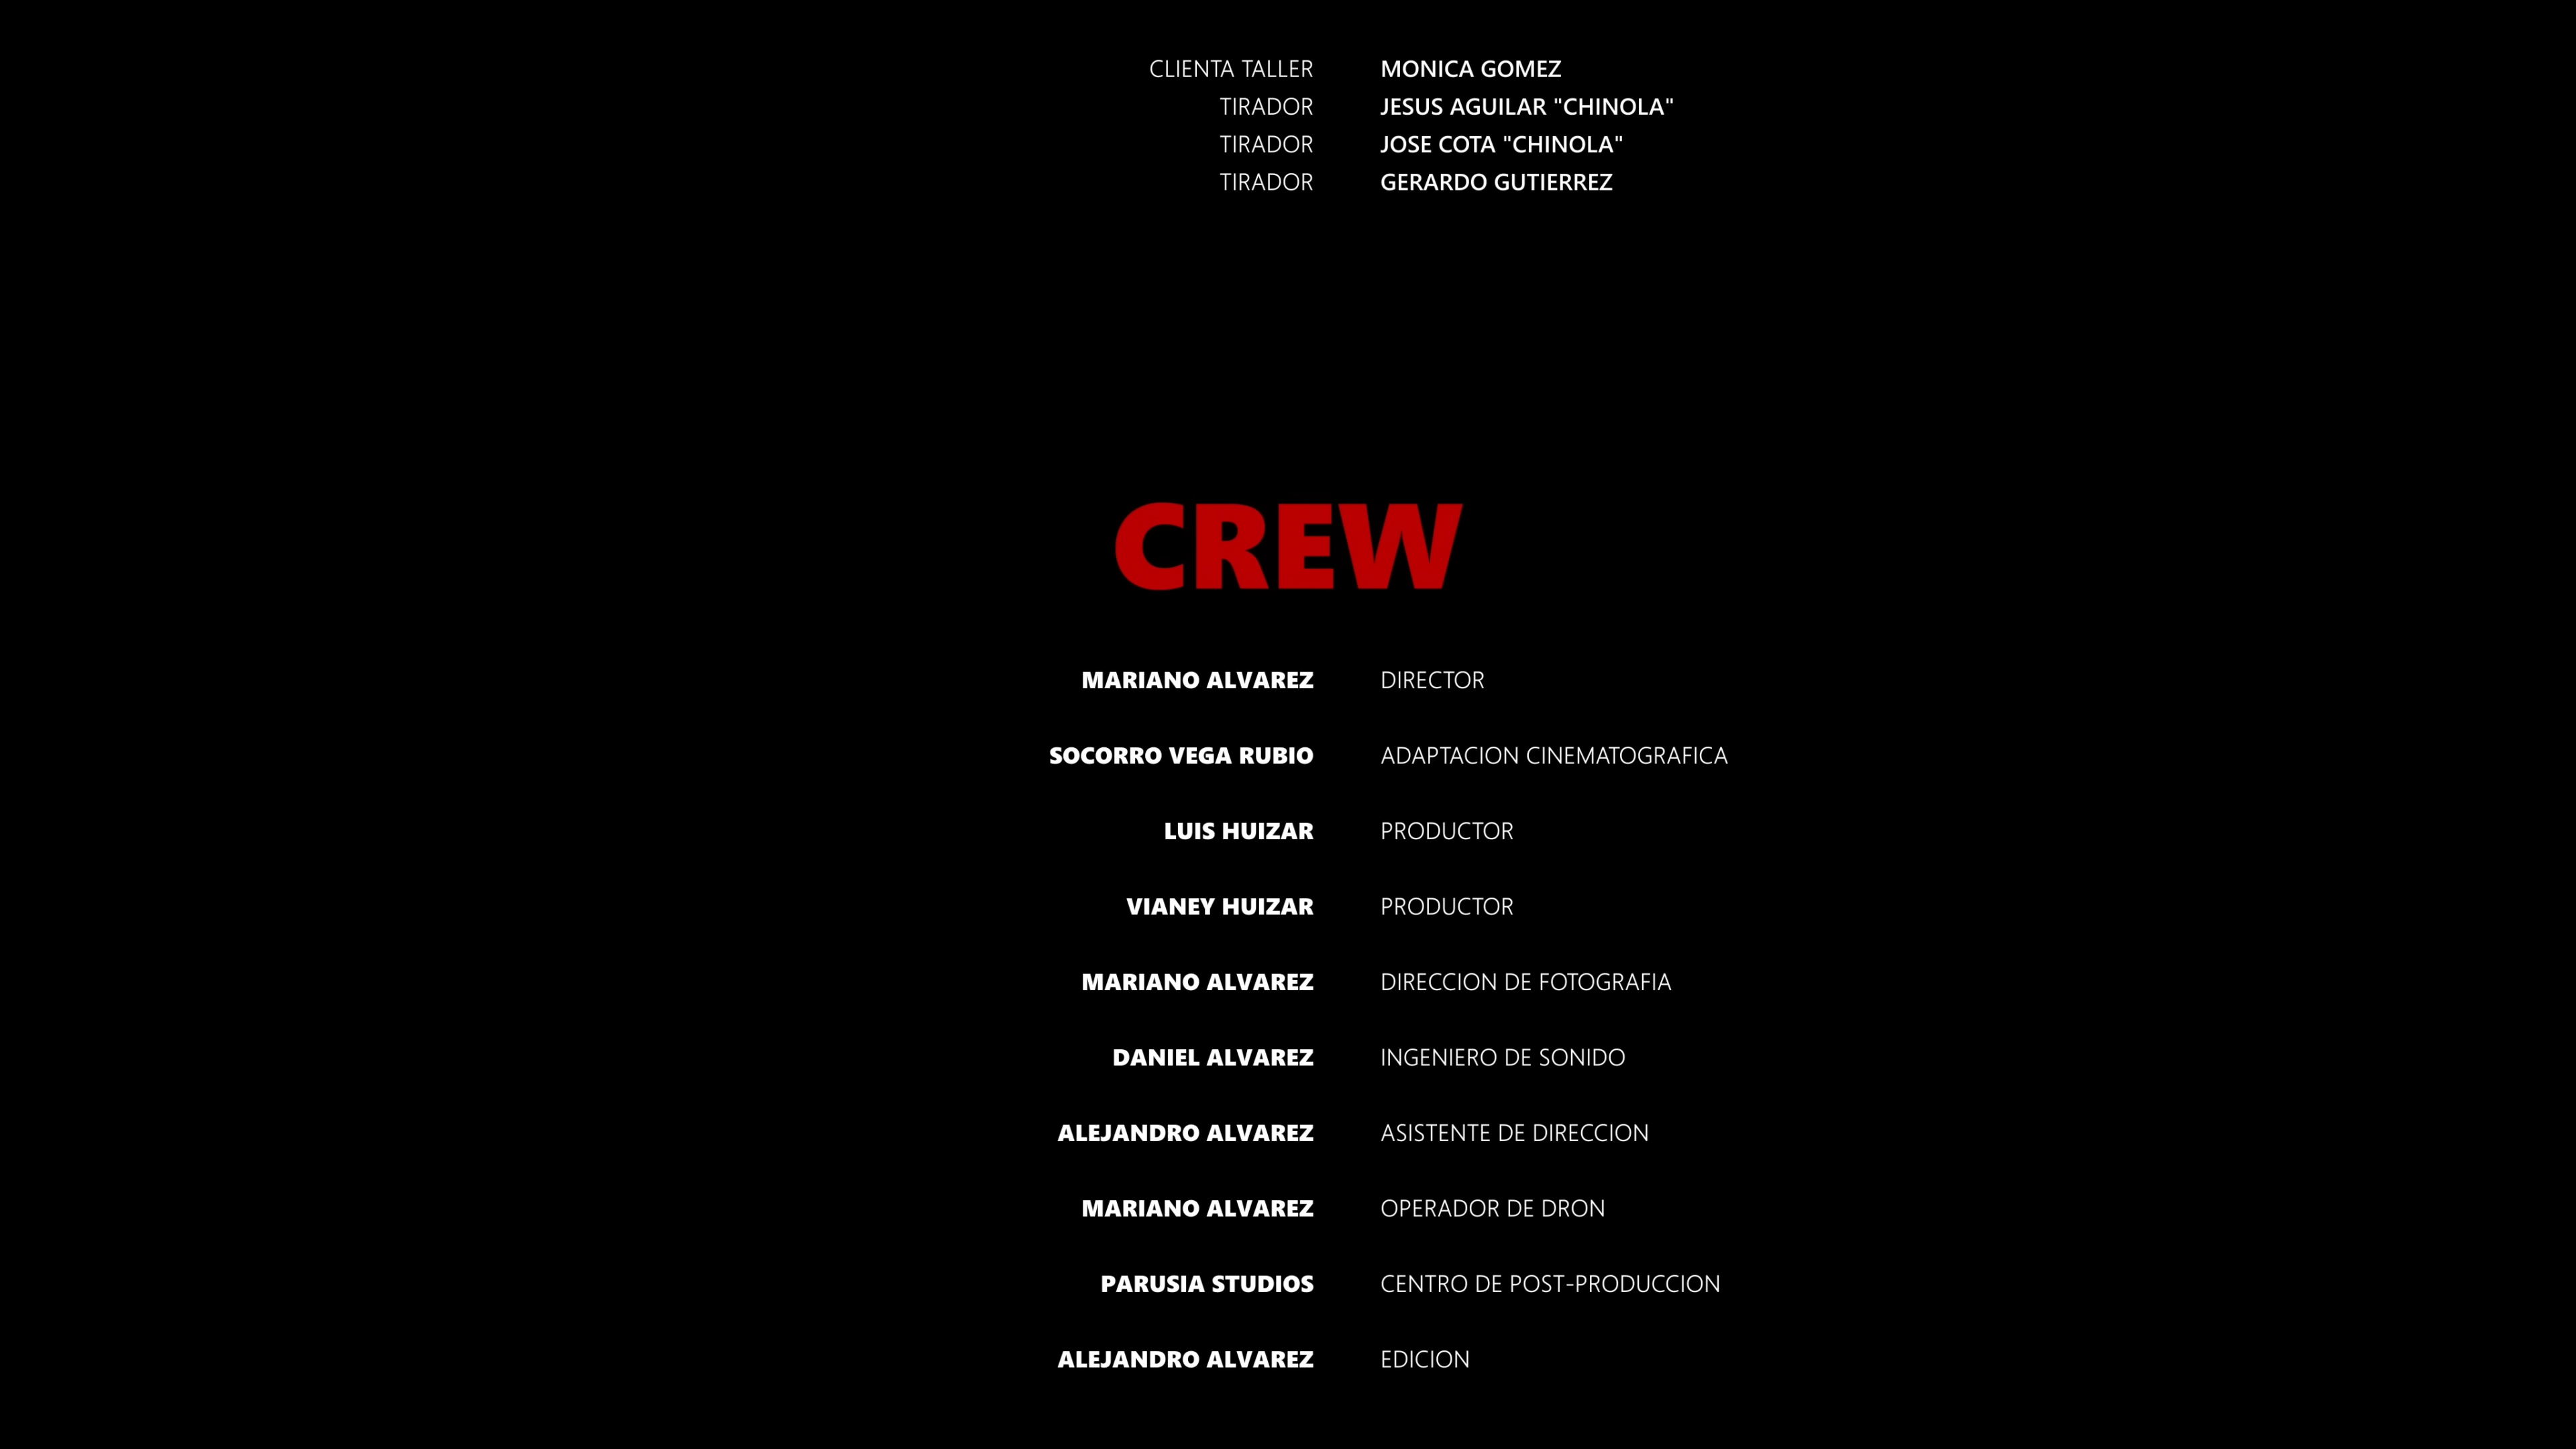 CLIENTA TALLER MONICA GOMEZ
TIRADOR JESUS AGUILAR "CHINOLA"
TIRADOR JOSE COTA "CHINOLA"
TIRADOR GERARDO GUTIERREZ
CREW
MARIANO ALVAREZ DIRECTOR
SOCORRO VEGA RUBIO ADAPTACION CINEMATOGRAFICA
LUIS HUIZAR PRODUCTOR
VIANEY HUIZAR PRODUCTOR
MARIANO ALVAREZ DIRECCION DE FOTOGRAFIA
DANIEL ALVAREZ INGENIERO DE SONIDO
ALEJANDRO ALVAREZ ASISTENTE DE DIRECCION
MARIANO ALVAREZ OPERADOR DE DRON
PARUSIA STUDIOS CENTRO DE POST-PRODUCCION
ALEJANDRO ALVAREZ EDICION